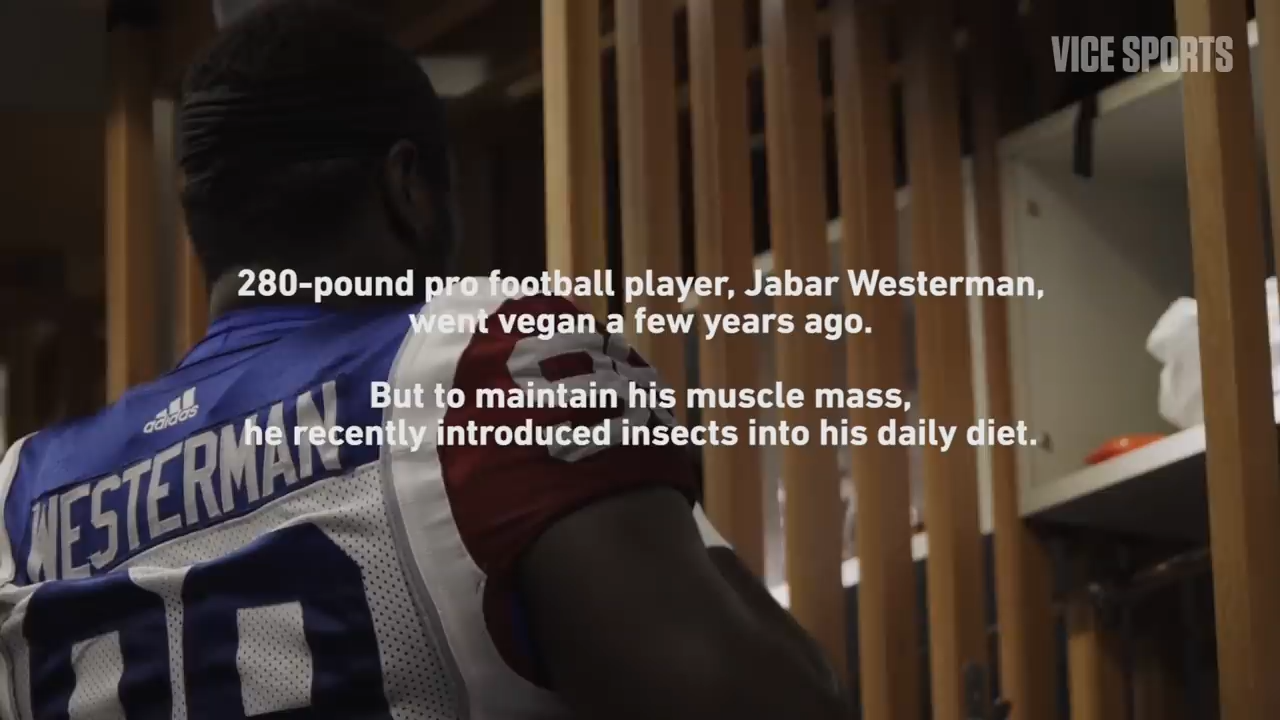 VICE SPORTS
280-pound pro football player, Jabar Westerman,
went vegan a few years ago.
But to maintain his muscle mass,
he recently introduced insects into his daily diet.
adidas
WESTERMAN